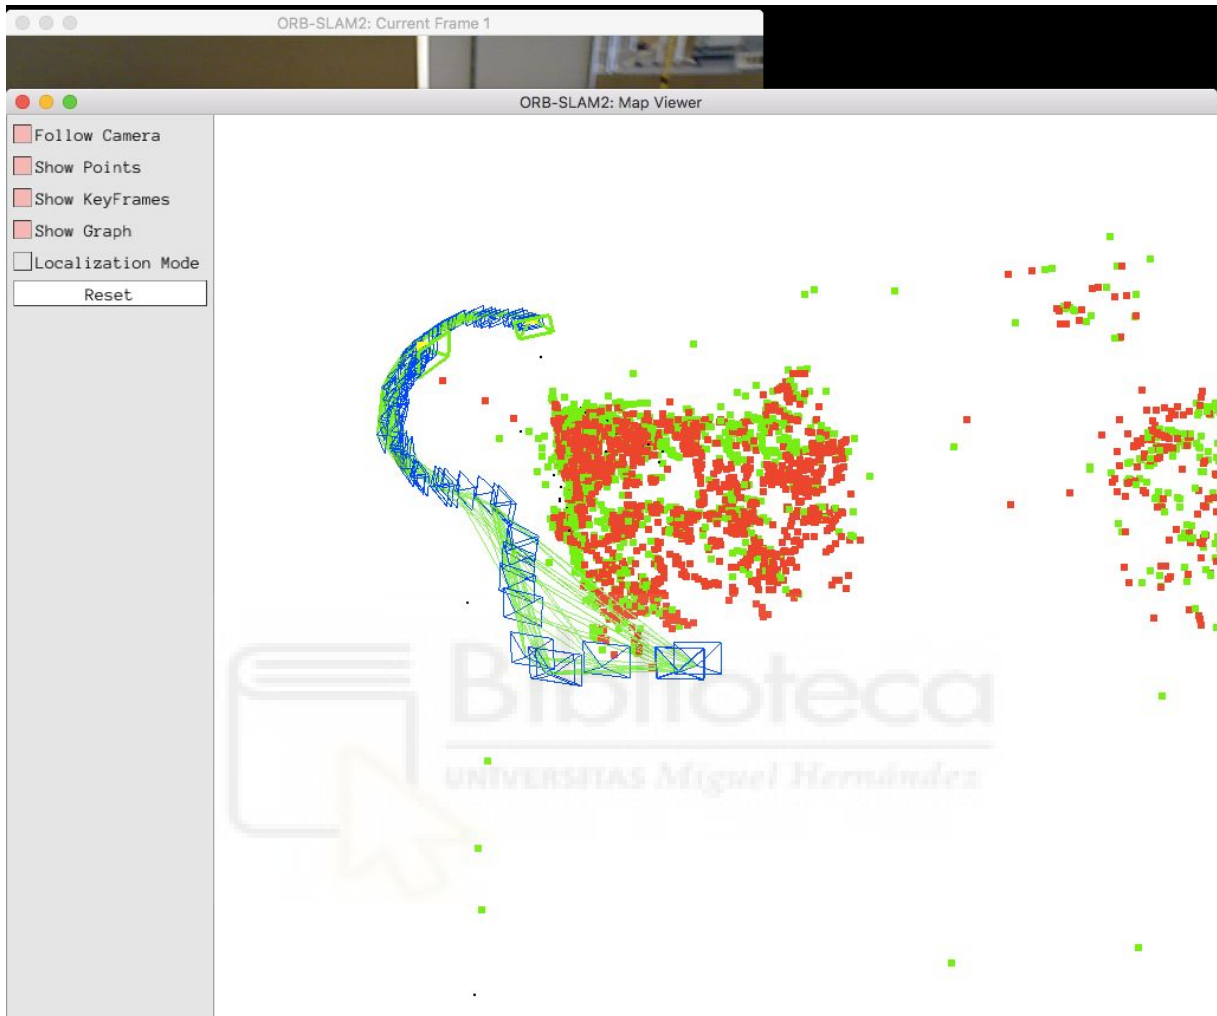 ORB-SLAM2: Current Frame 1
ORB-SLAM2: Map Viewer
Follow Camera
Show Points
Show KeyFrames
Show Graph
Localization Mode
Reset
Biblioteca
UNIVERSITAS Miguel Hernández